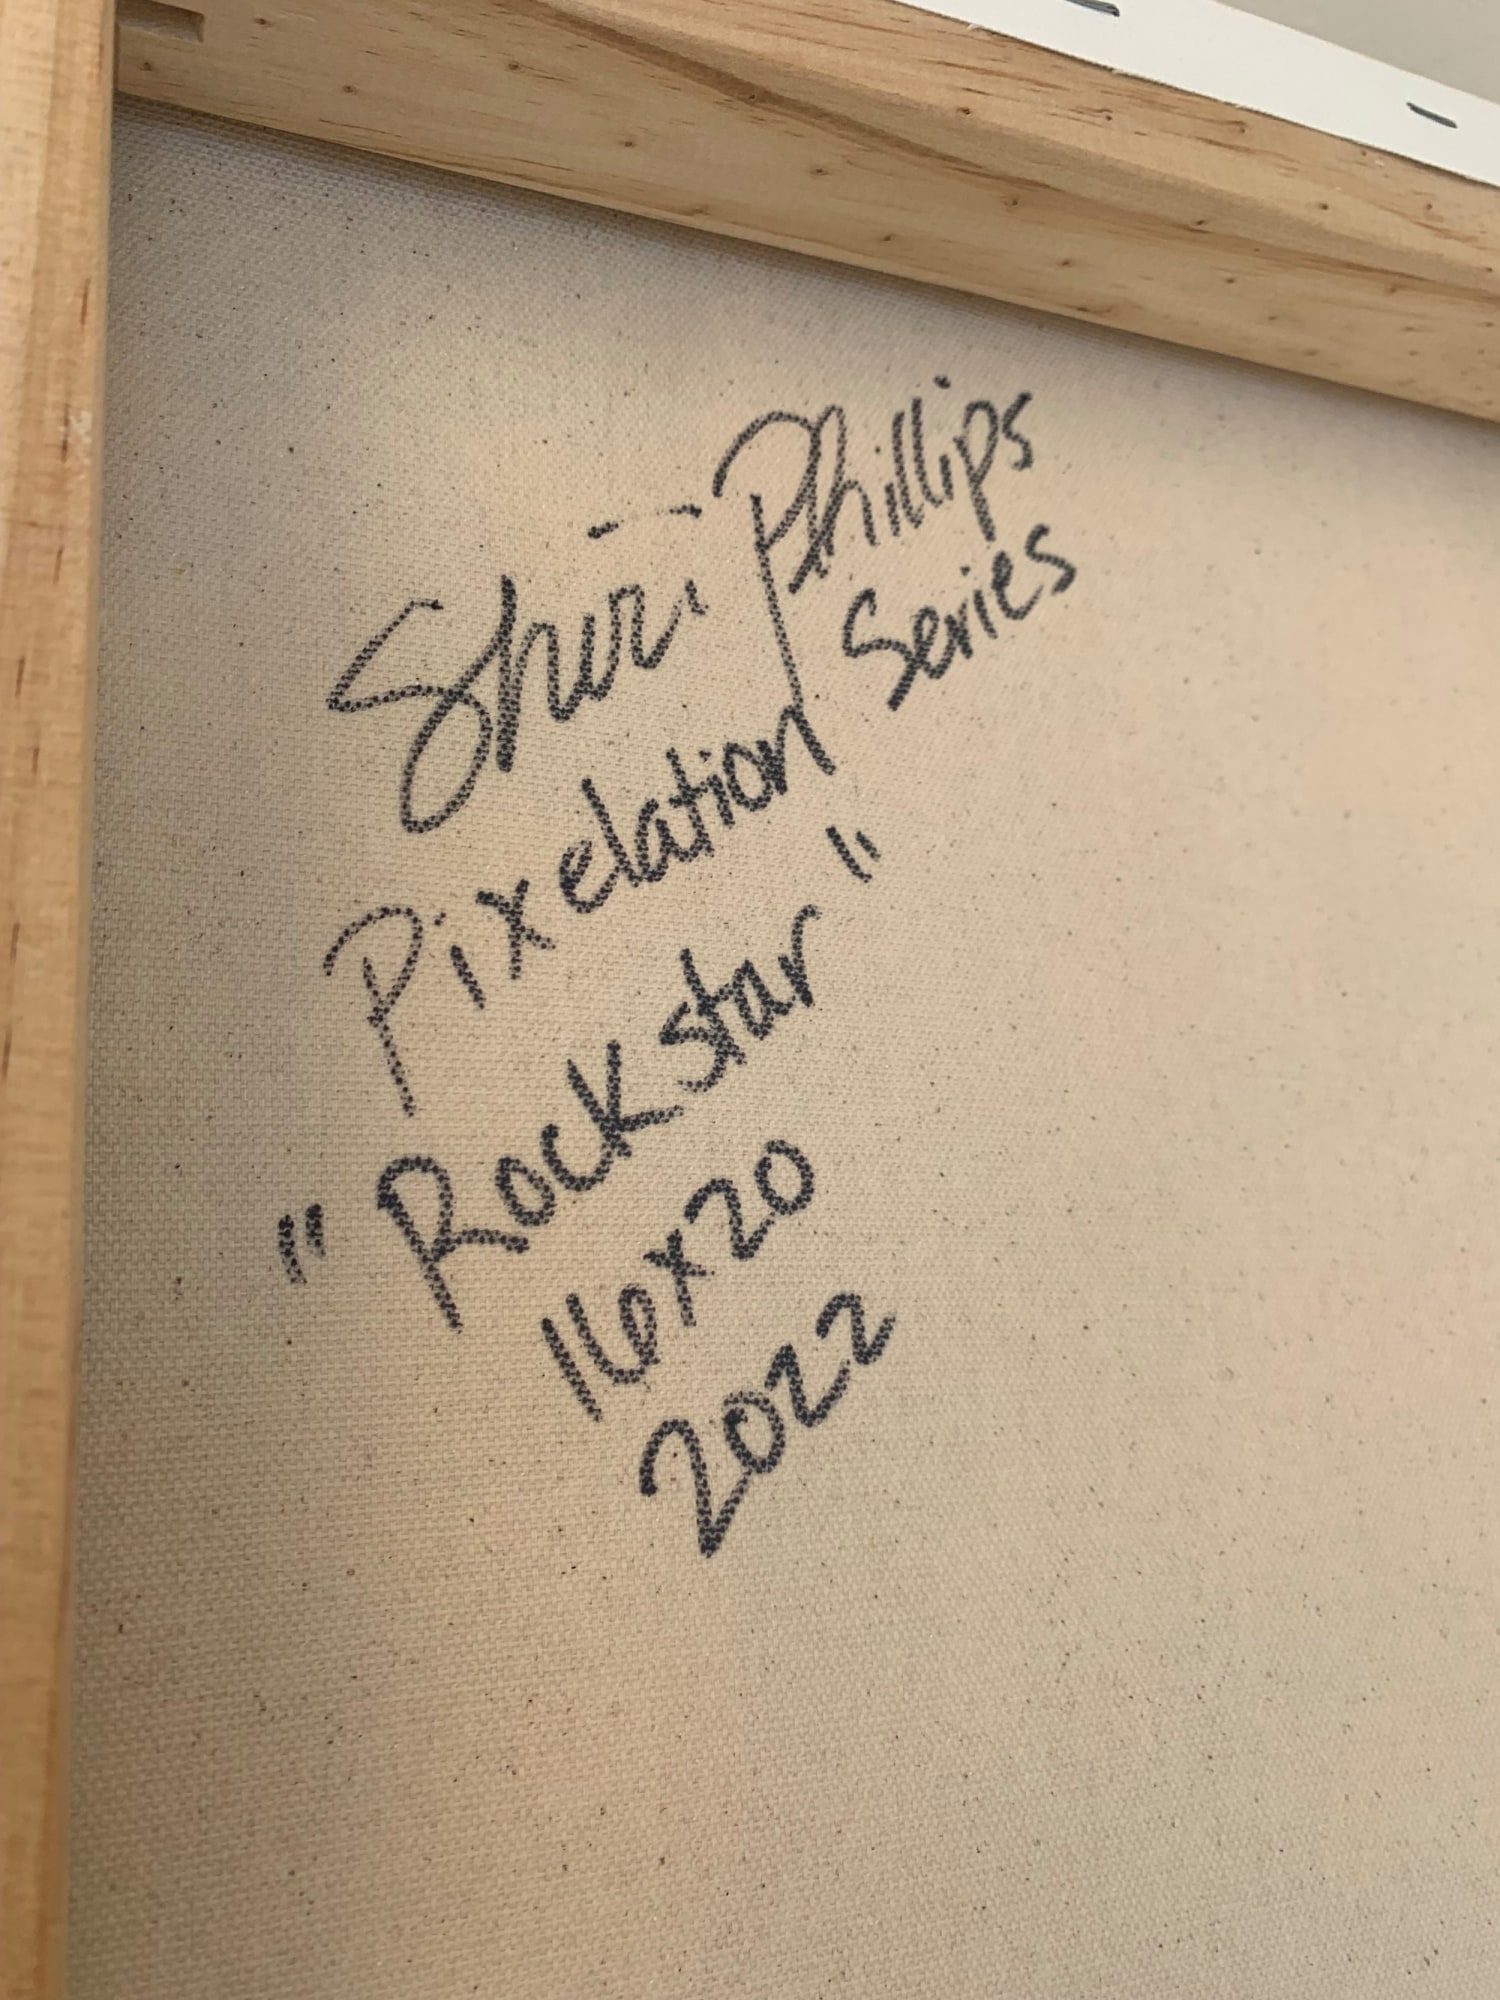 Sheri Phillips
Pixelation Series
"Rockstar"
16x20
2022